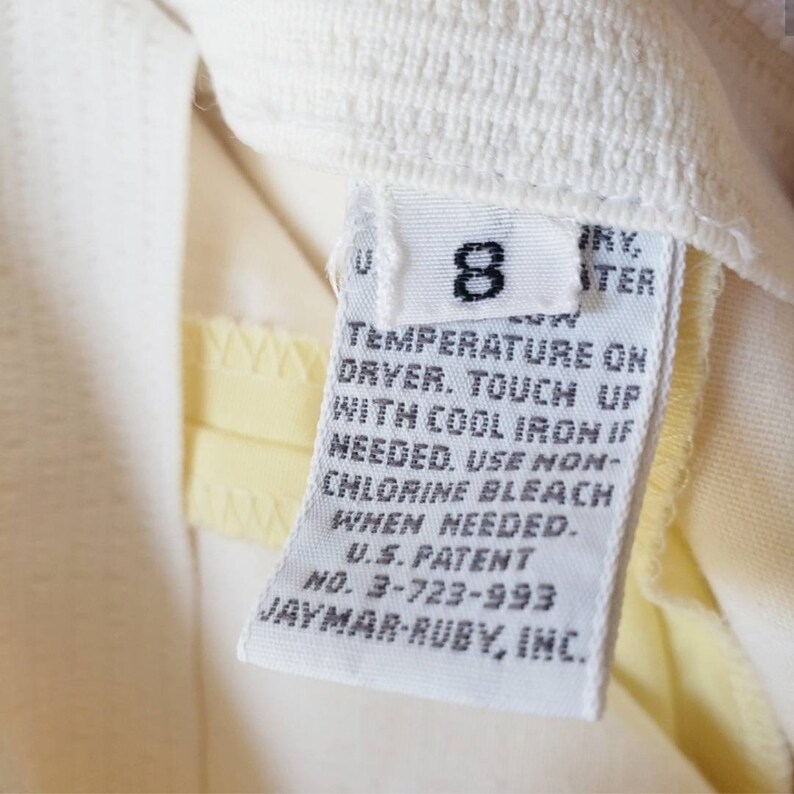 8
TEMPERATURE ON
DRYER. TOUCH UP
WITH COOL IRON IF
NEEDED. USE NON-
CHLORINE BLEACH
WHEN NEEDED.
U.S. PATENT
NO. 3-723-993
JAYMAR-RUBY, INC.